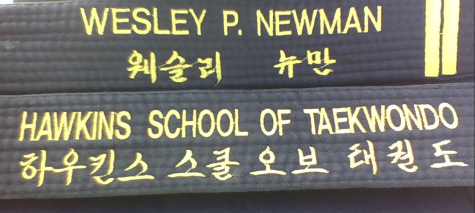 WESLEY P. NEWMAN
웨슬리 뉴맘
HAWKINS SCHOOL OF TAEKWONDO
하우킨스 스쿨 오브 태권도